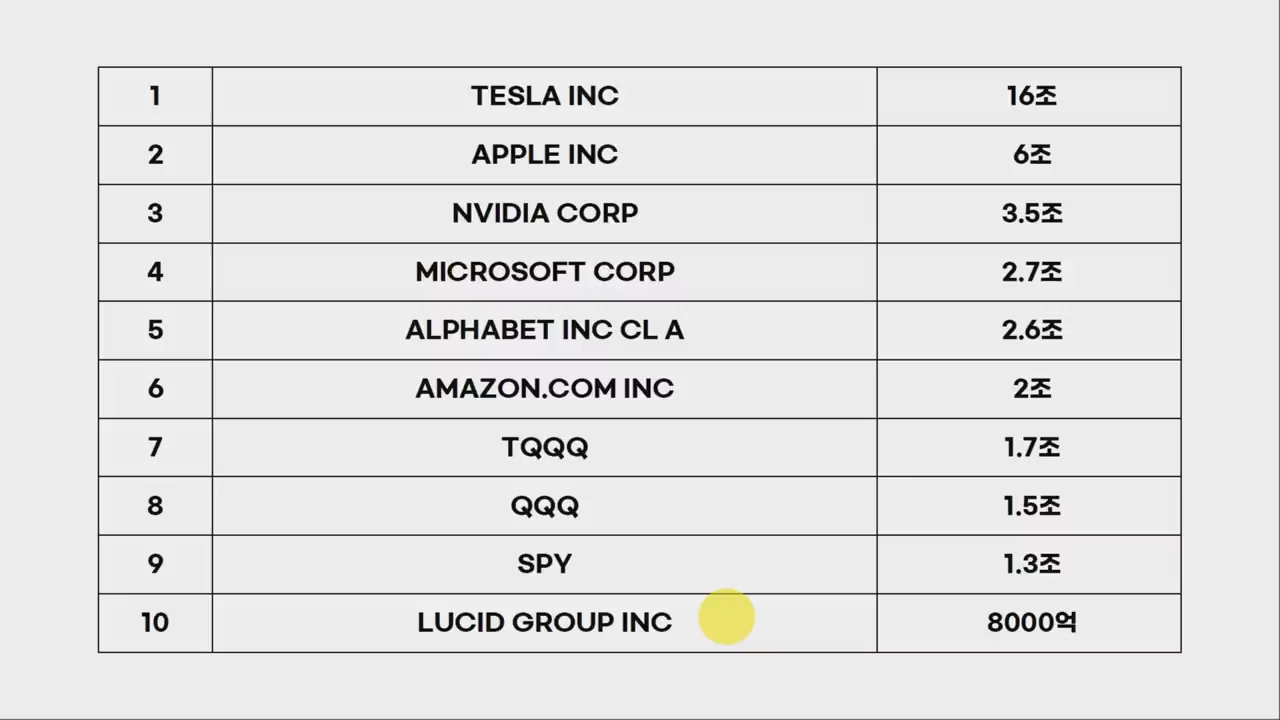 1 TESLA INC 16조
2 APPLE INC 6조
3 NVIDIA CORP 3.5조
4 MICROSOFT CORP 2.7조
5 ALPHABET INC CL A 2.6조
6 AMAZON.COM INC 2조
7 TQQQ 1.7조
8 QQQ 1.5조
9 SPY 1.3조
10 LUCID GROUP INC 8000억